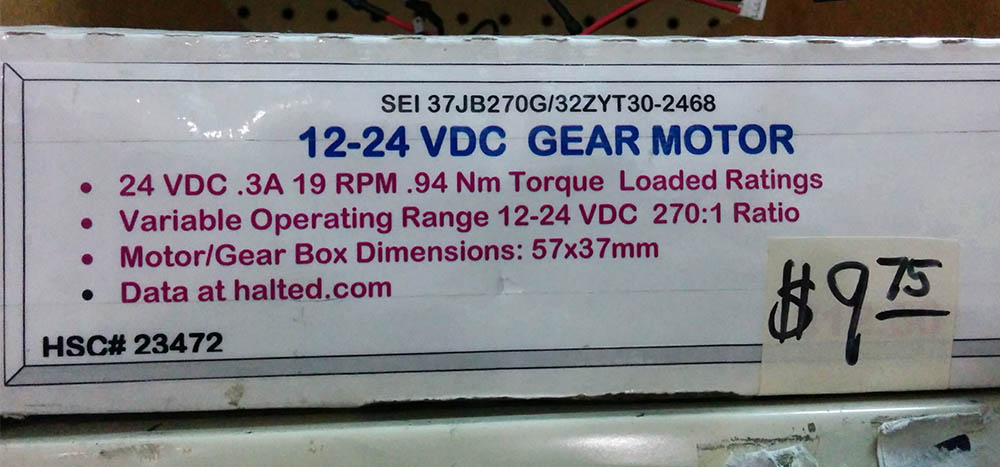 SEI 37JB270G/32ZYT30-2468
12-24 VDC GEAR MOTOR
• 24 VDC .3A 19 RPM .94 Nm Torque Loaded Ratings
• Variable Operating Range 12-24 VDC 270:1 Ratio
• Motor/Gear Box Dimensions: 57x37mm
• Data at halted.com
HSC# 23472
$9 75